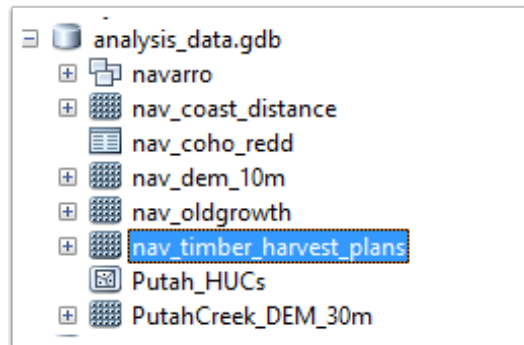 analysis_data.gdb
navarro
nav_coast_distance
nav_coho_redd
nav_dem_10m
nav_oldgrowth
nav_timber_harvest_plans
Putah_HUCs
PutahCreek_DEM_30m